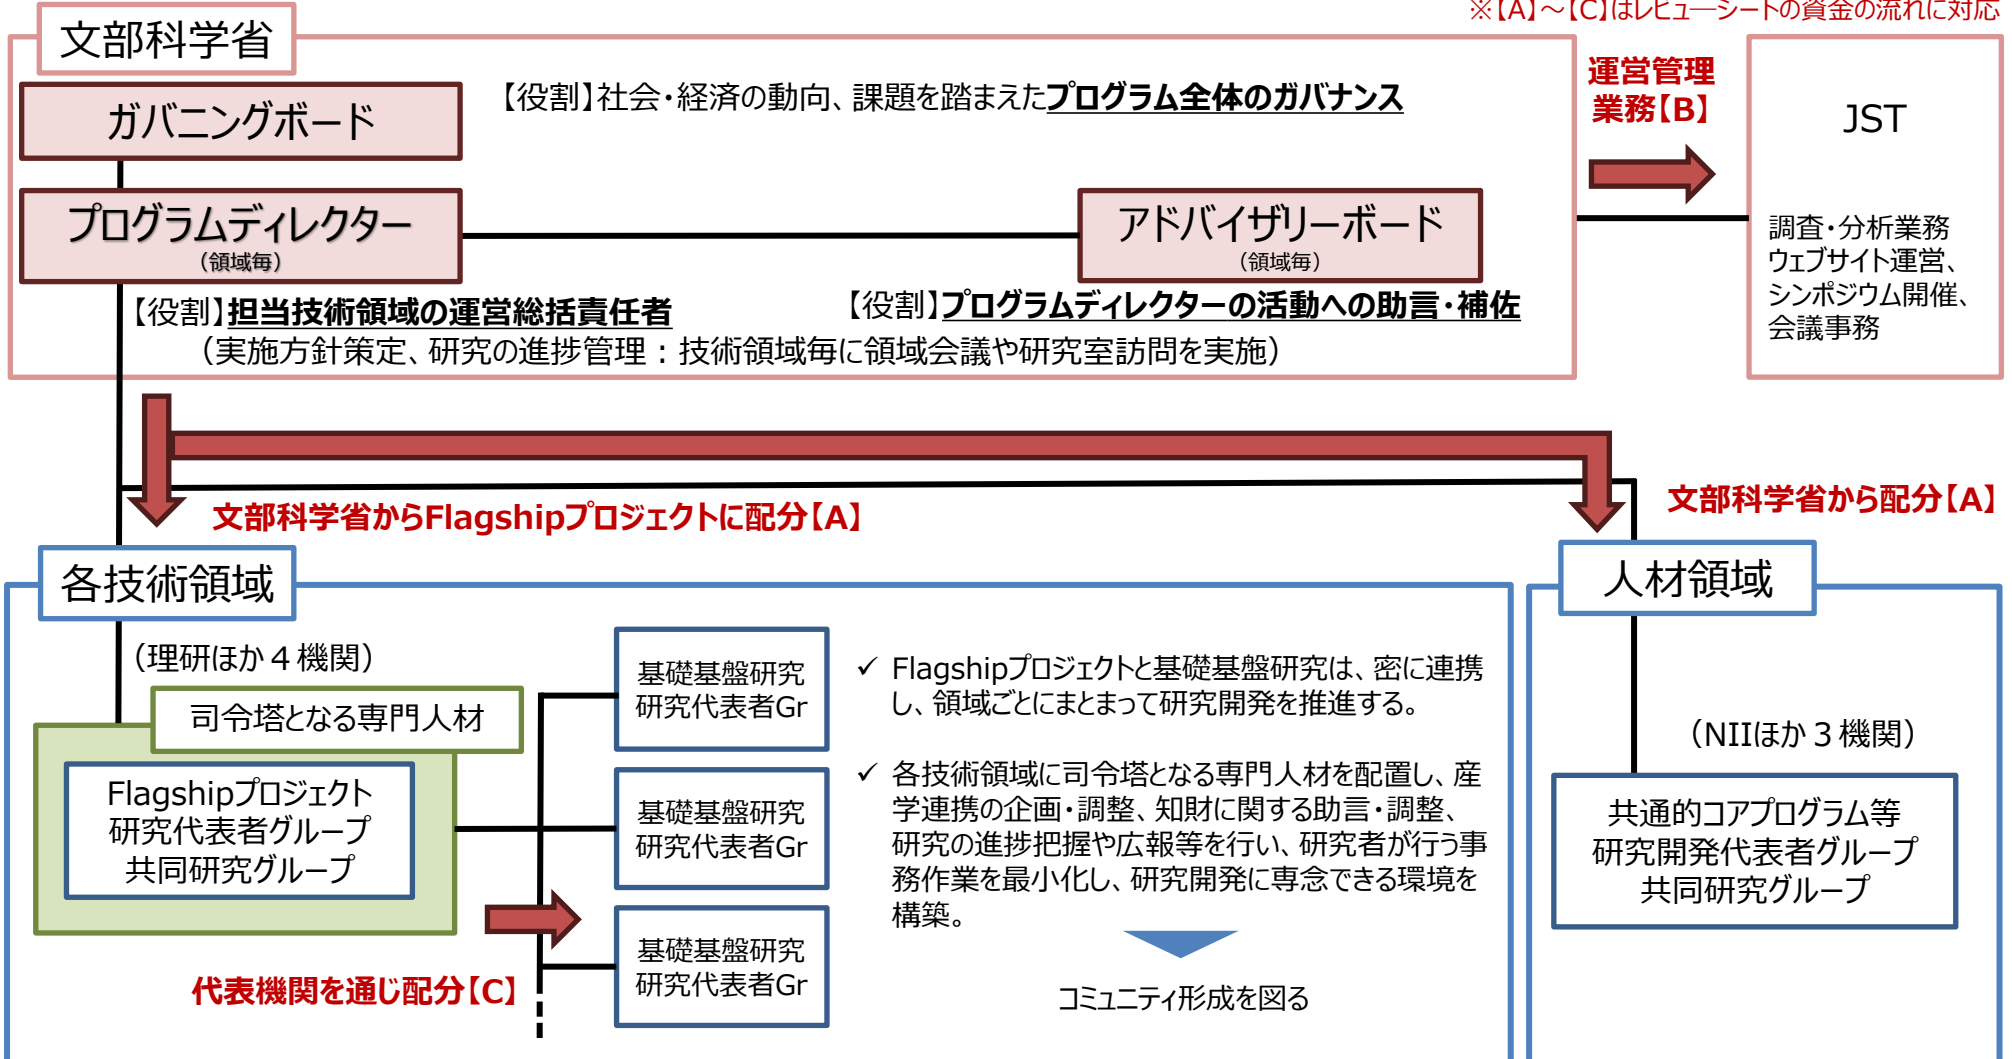 ※【A】～【C】はレビューシートの資金の流れに対応
文部科学省
ガバニングボード
【役割】社会・経済の動向、課題を踏まえたプログラム全体のガバナンス
運営管理
業務【B】
JST
プログラムディレクター
（領域毎）
アドバイザリーボード
（領域毎）
調査・分析業務
ウェブサイト運営、
シンポジウム開催、
会議事務
【役割】担当技術領域の運営総括責任者
【役割】プログラムディレクターの活動への助言・補佐
（実施方針策定、研究の進捗管理：技術領域毎に領域会議や研究室訪問を実施）
文部科学省からFlagshipプロジェクトに配分【A】
文部科学省から配分【A】
各技術領域
人材領域
（理研ほか４機関）
司令塔となる専門人材
Flagshipプロジェクト
研究代表者グループ
共同研究グループ
基礎基盤研究
研究代表者Gr
基礎基盤研究
研究代表者Gr
基礎基盤研究
研究代表者Gr
代表機関を通じ配分【C】
✓ Flagshipプロジェクトと基礎基盤研究は、密に連携
し、領域ごとにまとまって研究開発を推進する。
✓ 各技術領域に司令塔となる専門人材を配置し、産
学連携の企画・調整、知財に関する助言・調整、
研究の進捗把握や広報等を行い、研究者が行う事
務作業を最小化し、研究開発に専念できる環境を
構築。
コミュニティ形成を図る
（NIIほか３機関）
共通的コアプログラム等
研究開発代表者グループ
共同研究グループ